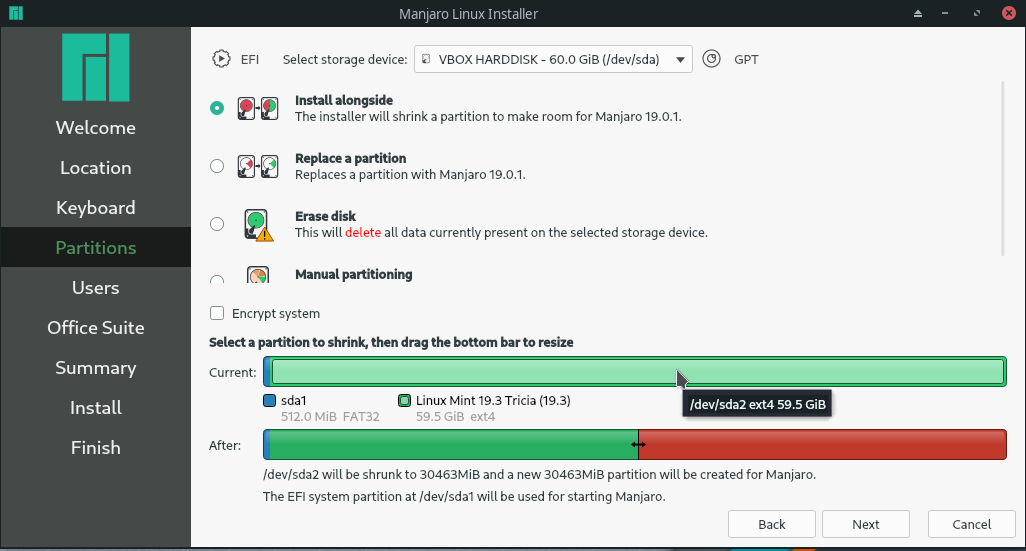 Manjaro Linux Installer
Welcome
Location
Keyboard
Partitions
Users
Office Suite
Summary
Install
Finish
EFI Select storage device: VBOX HARDDISK - 60.0 GiB (/dev/sda) GPT
Install alongside
The installer will shrink a partition to make room for Manjaro 19.0.1.
Replace a partition
Replaces a partition with Manjaro 19.0.1.
Erase disk
This will delete all data currently present on the selected storage device.
Manual partitioning
Encrypt system
Select a partition to shrink, then drag the bottom bar to resize
Current:
sda1 Linux Mint 19.3 Tricia (19.3)
512.0 MiB FAT32 59.5 GiB ext4
/dev/sda2 ext4 59.5 GiB
After:
/dev/sda2 will be shrunk to 30463MiB and a new 30463MiB partition will be created for Manjaro.
The EFI system partition at /dev/sda1 will be used for starting Manjaro.
Back Next Cancel